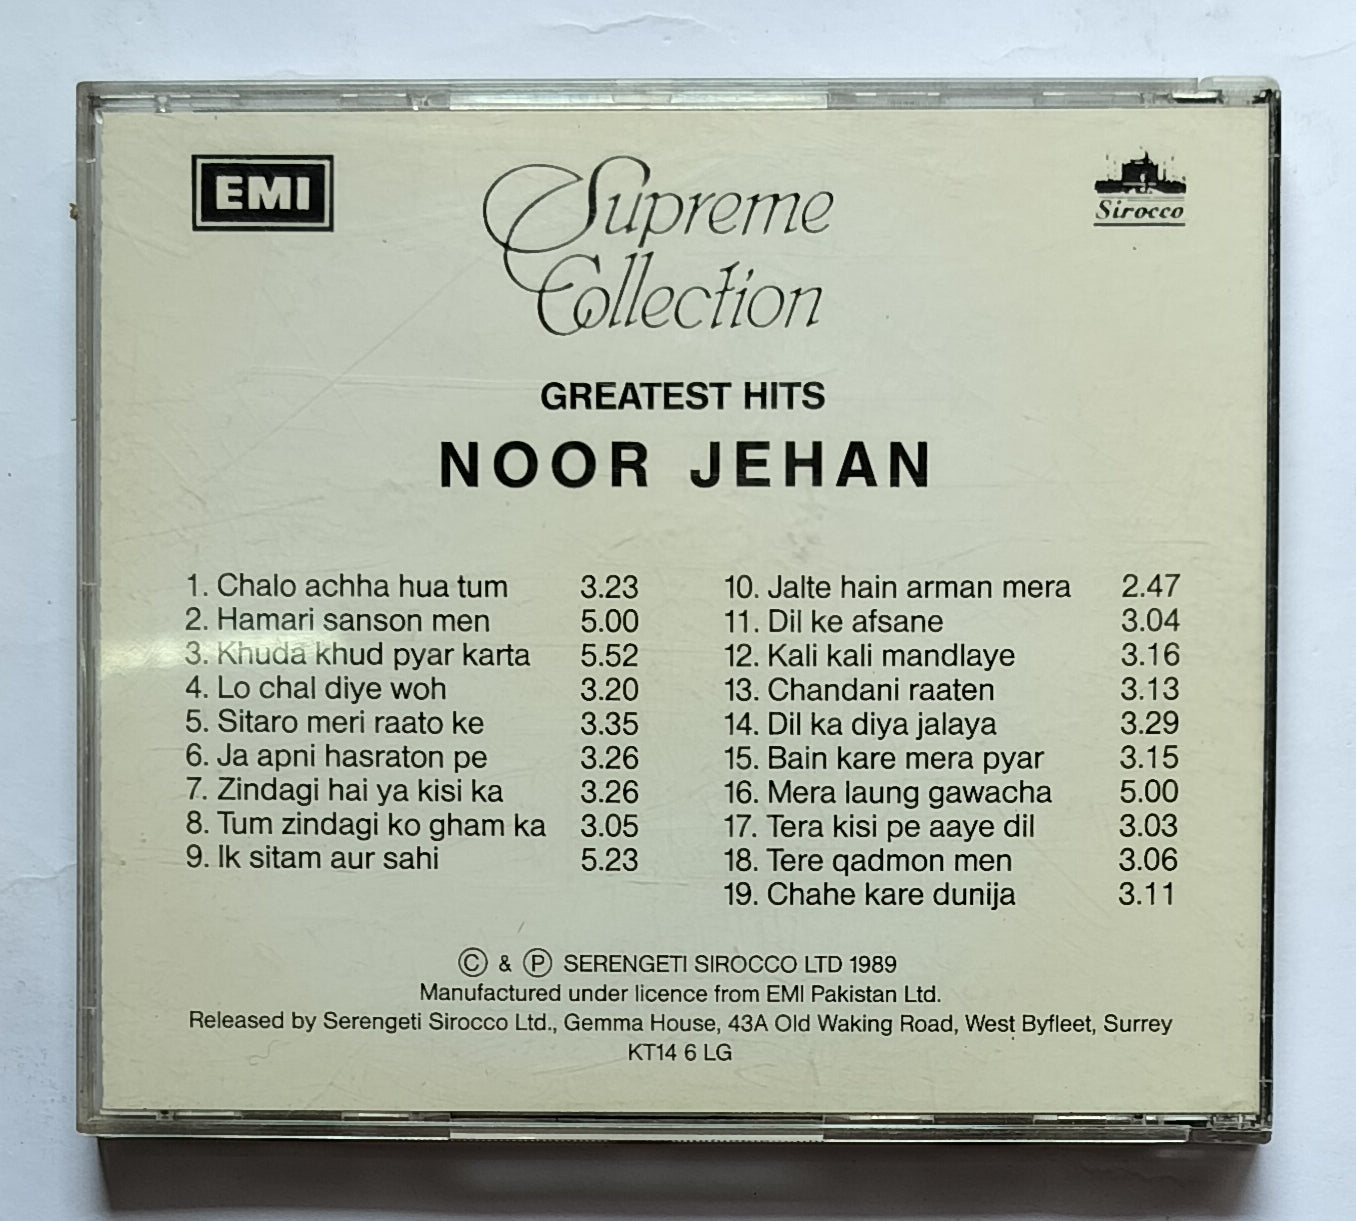 EMI
Supreme
Collection
Sirocco
GREATEST HITS
NOOR JEHAN
1. Chalo achha hua tum 3.23
2. Hamari sanson men 5.00
3. Khuda khud pyar karta 5.52
4. Lo chal diye woh 3.20
5. Sitaro meri raato ke 3.35
6. Ja apni hasraton pe 3.26
7. Zindagi hai ya kisi ka 3.26
8. Tum zindagi ko gham ka 3.05
9. Ik sitam aur sahi 5.23
10. Jalte hain arman mera 2.47
11. Dil ke afsane 3.04
12. Kali kali mandlaye 3.16
13. Chandani raaten 3.13
14. Dil ka diya jalaya 3.29
15. Bain kare mera pyar 3.15
16. Mera laung gawacha 5.00
17. Tera kisi pe aaye dil 3.03
18. Tere qadmon men 3.06
19. Chahe kare dunija 3.11
© & ℗ SERENGETI SIROCCO LTD 1989
Manufactured under licence from EMI Pakistan Ltd.
Released by Serengeti Sirocco Ltd., Gemma House, 43A Old Waking Road, West Byfleet, Surrey
KT14 6 LG